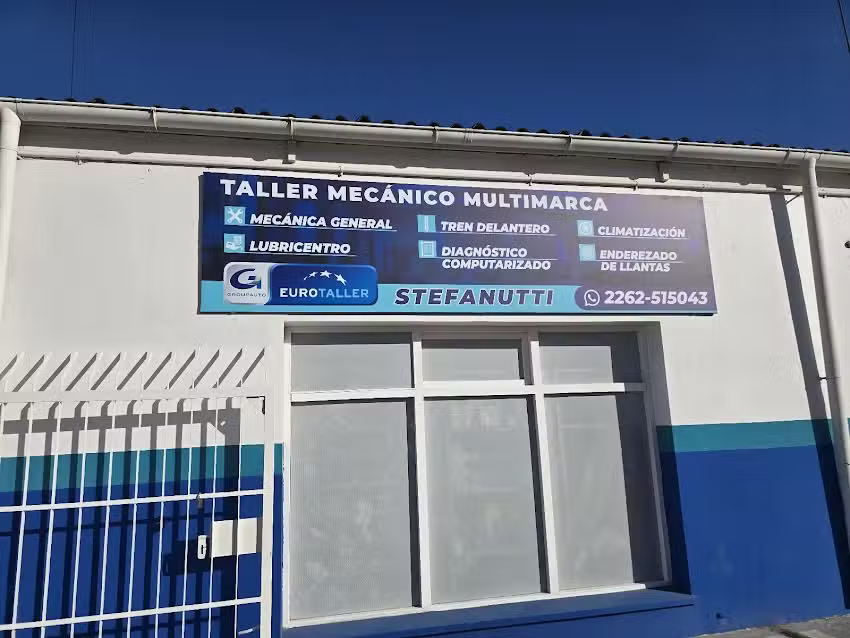 TALLER MECÁNICO MULTIMARCA
MECÁNICA GENERAL
TREN DELANTERO
CLIMATIZACIÓN
LUBRICENTRO
DIAGNÓSTICO
COMPUTARIZADO
ENDEREZADO
DE LLANTAS
G
GROUPAUTO
EUROTALLER
STEFANUTTI
2262-515043